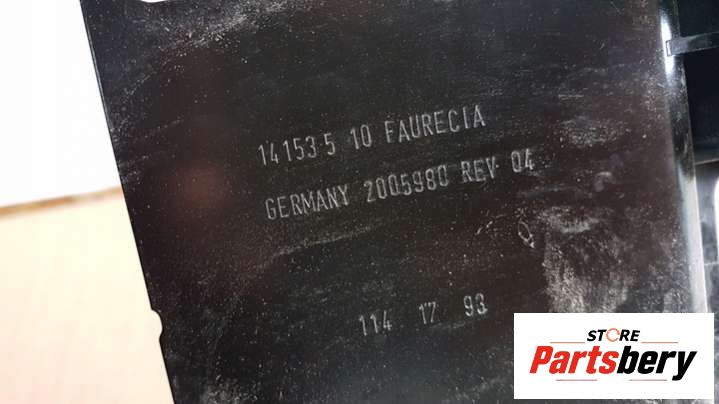 14153 5 10 FAURECIA
GERMANY 2005980 REV 04
114 17 93
STORE
Partsbery